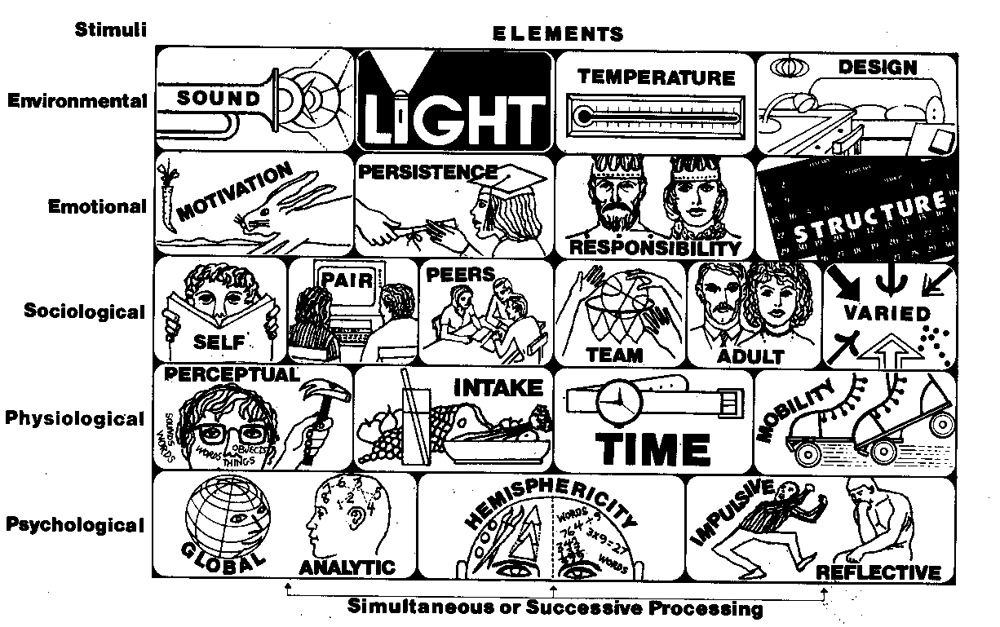 Stimuli
ELEMENTS
Environmental
SOUND
LIGHT
TEMPERATURE
DESIGN
Emotional
MOTIVATION
PERSISTENCE
RESPONSIBILITY
STRUCTURE
Sociological
SELF
PAIR
PEERS
TEAM
ADULT
VARIED
Physiological
PERCEPTUAL
SOUNDS
WORDS
WORDS
OBJECTS
THINGS
INTAKE
TIME
MOBILITY
Psychological
GLOBAL
ANALYTIC
HEMISPHERICITY
WORDS
3x9=27
WORDS
IMPULSIVE
REFLECTIVE
Simultaneous or Successive Processing